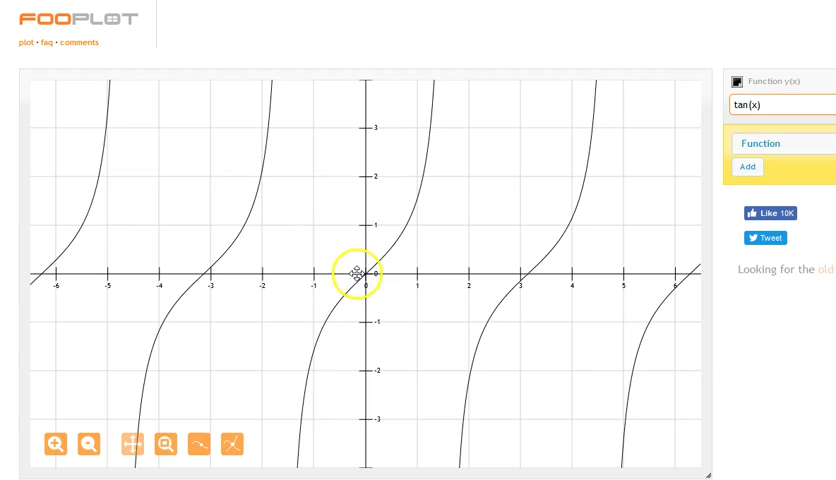 FOOPLOT
plot • faq • comments
Function y(x)
tan(x)
Function
Add
Like 10K
Tweet
Looking for the old
3
2
1
0
-6 -4 -3 -2 -1 0 1 2 3 4 5 6
-1
-2
-3